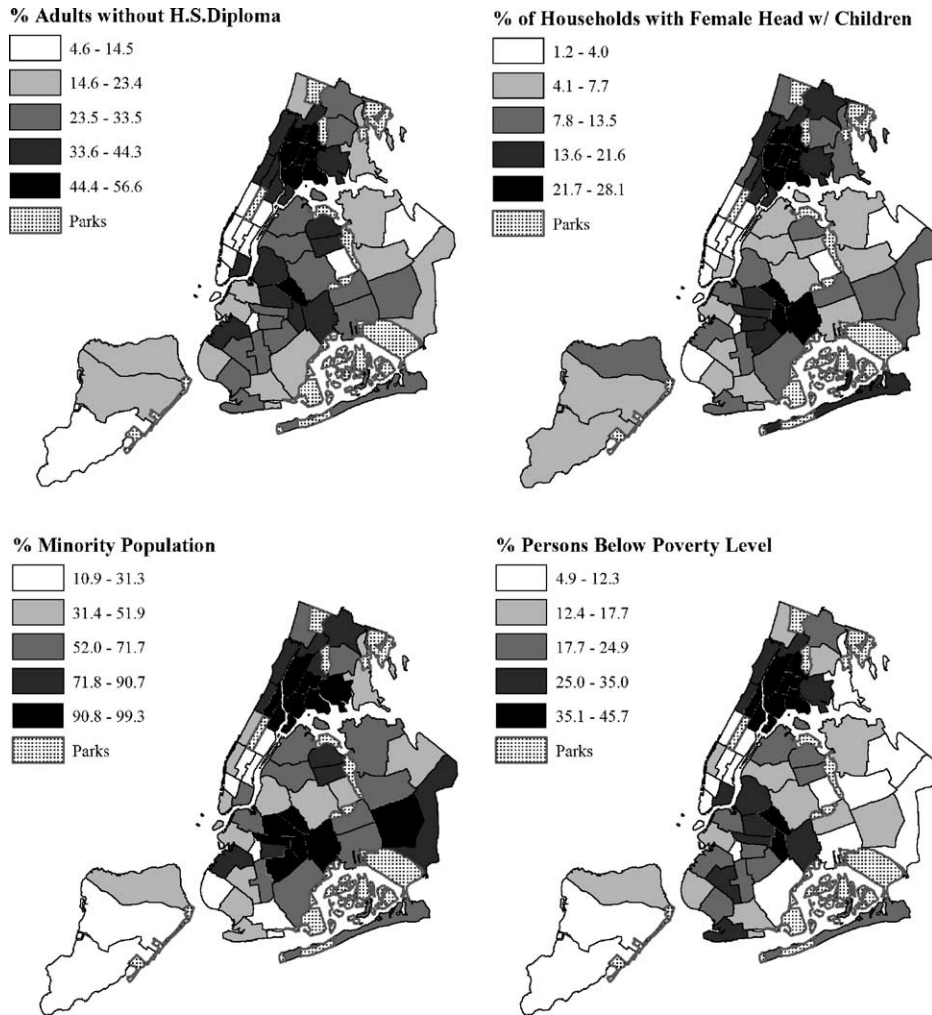 % Adults without H.S.Diploma
4.6 - 14.5
14.6 - 23.4
23.5 - 33.5
33.6 - 44.3
44.4 - 56.6
Parks
% of Households with Female Head w/ Children
1.2 - 4.0
4.1 - 7.7
7.8 - 13.5
13.6 - 21.6
21.7 - 28.1
Parks
% Minority Population
10.9 - 31.3
31.4 - 51.9
52.0 - 71.7
71.8 - 90.7
90.8 - 99.3
Parks
% Persons Below Poverty Level
4.9 - 12.3
12.4 - 17.7
17.7 - 24.9
25.0 - 35.0
35.1 - 45.7
Parks